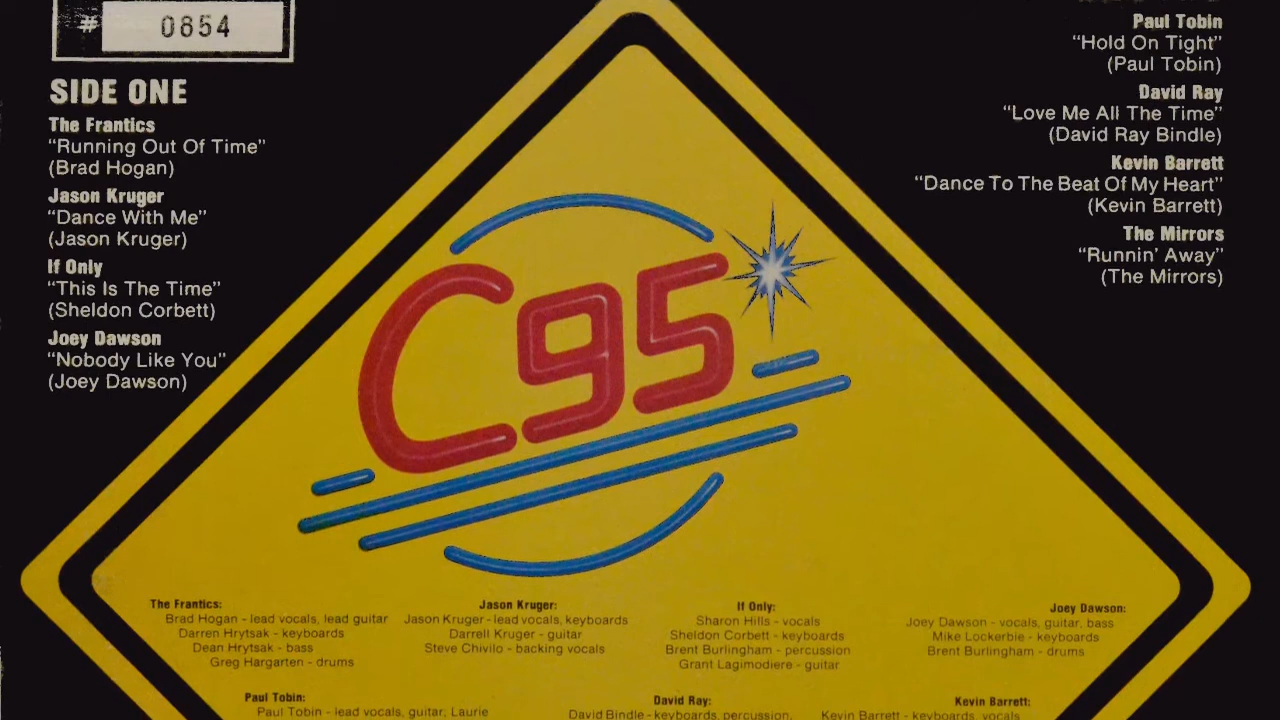 # 0854
SIDE ONE
The Frantics
“Running Out Of Time”
(Brad Hogan)
Jason Kruger
“Dance With Me”
(Jason Kruger)
If Only
“This Is The Time”
(Sheldon Corbett)
Joey Dawson
“Nobody Like You”
(Joey Dawson)
Paul Tobin
“Hold On Tight”
(Paul Tobin)
David Ray
“Love Me All The Time”
(David Ray Bindle)
Kevin Barrett
“Dance To The Beat Of My Heart”
(Kevin Barrett)
The Mirrors
“Runnin’ Away”
(The Mirrors)
C95
The Frantics:
Brad Hogan - lead vocals, lead guitar
Darren Hrytsak - keyboards
Dean Hrytsak - bass
Greg Hargarten - drums
Jason Kruger:
Jason Kruger - lead vocals, keyboards
Darrell Kruger - guitar
Steve Chivilo - backing vocals
If Only:
Sharon Hills - vocals
Sheldon Corbett - keyboards
Brent Burlingham - percussion
Grant Lagimodiere - guitar
Joey Dawson:
Joey Dawson - vocals, guitar, bass
Mike Lockerbie - keyboards
Brent Burlingham - drums
Paul Tobin:
Paul Tobin - lead vocals, guitar, Laurie
David Ray:
David Bindle - keyboards, percussion,
Kevin Barrett:
Kevin Barrett - keyboards, vocals